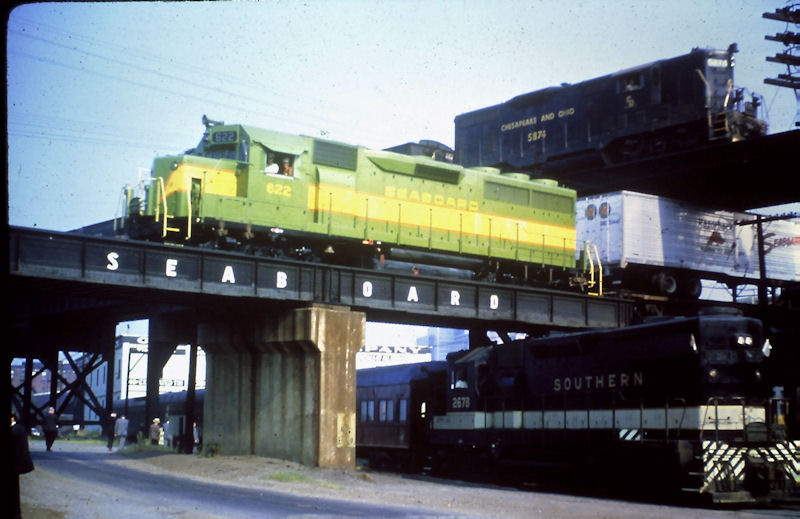 CHESAPEAKE AND OHIO
5874
622
622
SEABOARD
SEABOARD
SOUTHERN
2678